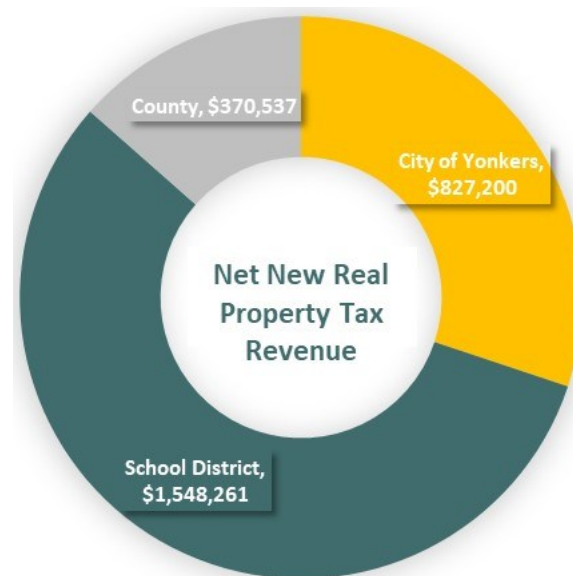 County, $370,537
City of Yonkers,
$827,200
Net New Real
Property Tax
Revenue
School District,
$1,548,261